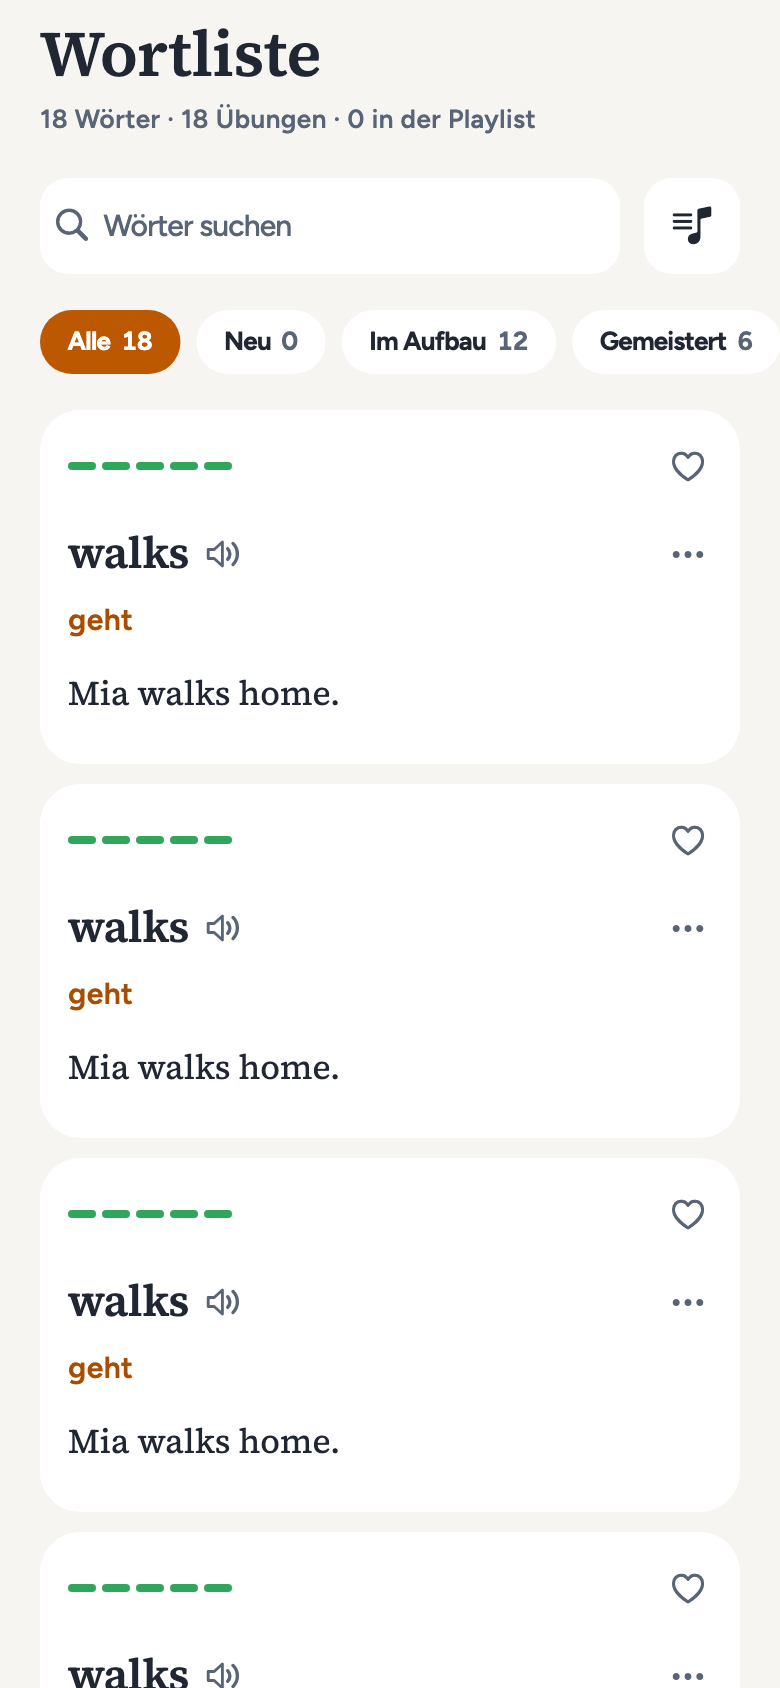 Wortliste
18 Wörter · 18 Übungen · 0 in der Playlist
Wörter suchen
Alle 18 Neu 0 Im Aufbau 12 Gemeistert 6
walks
geht
Mia walks home.
walks
geht
Mia walks home.
walks
geht
Mia walks home.
walks